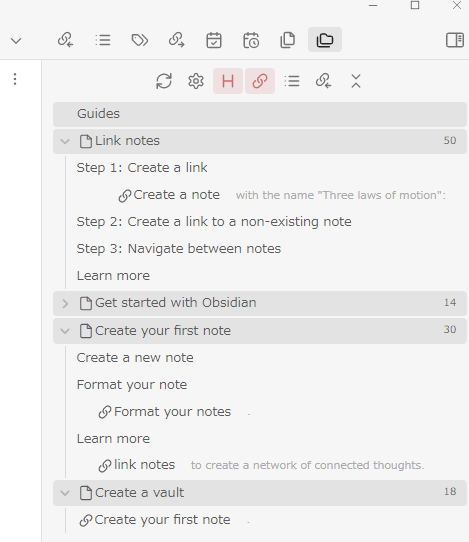 H
Guides
Link notes 50
Step 1: Create a link
Create a note with the name "Three laws of motion":
Step 2: Create a link to a non-existing note
Step 3: Navigate between notes
Learn more
Get started with Obsidian 14
Create your first note 30
Create a new note
Format your note
Format your notes .
Learn more
link notes to create a network of connected thoughts.
Create a vault 18
Create your first note .